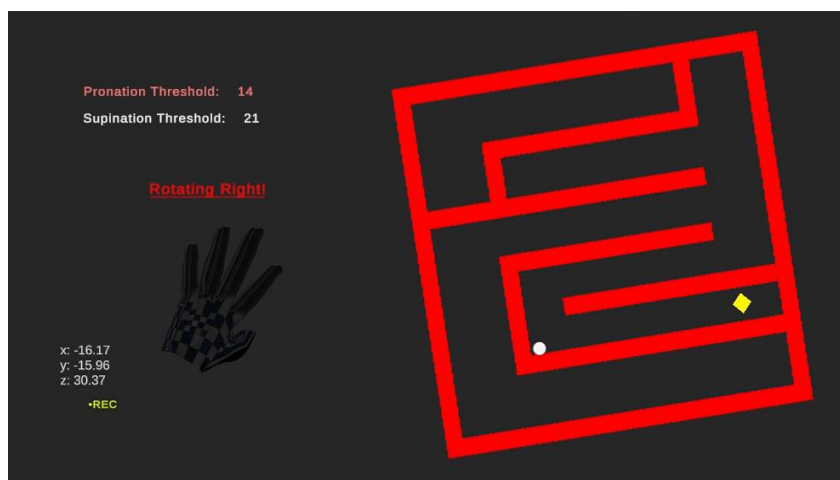 Pronation Threshold: 14
Supination Threshold: 21
Rotating Right!
x: -16.17
y: -15.96
z: 30.37
•REC